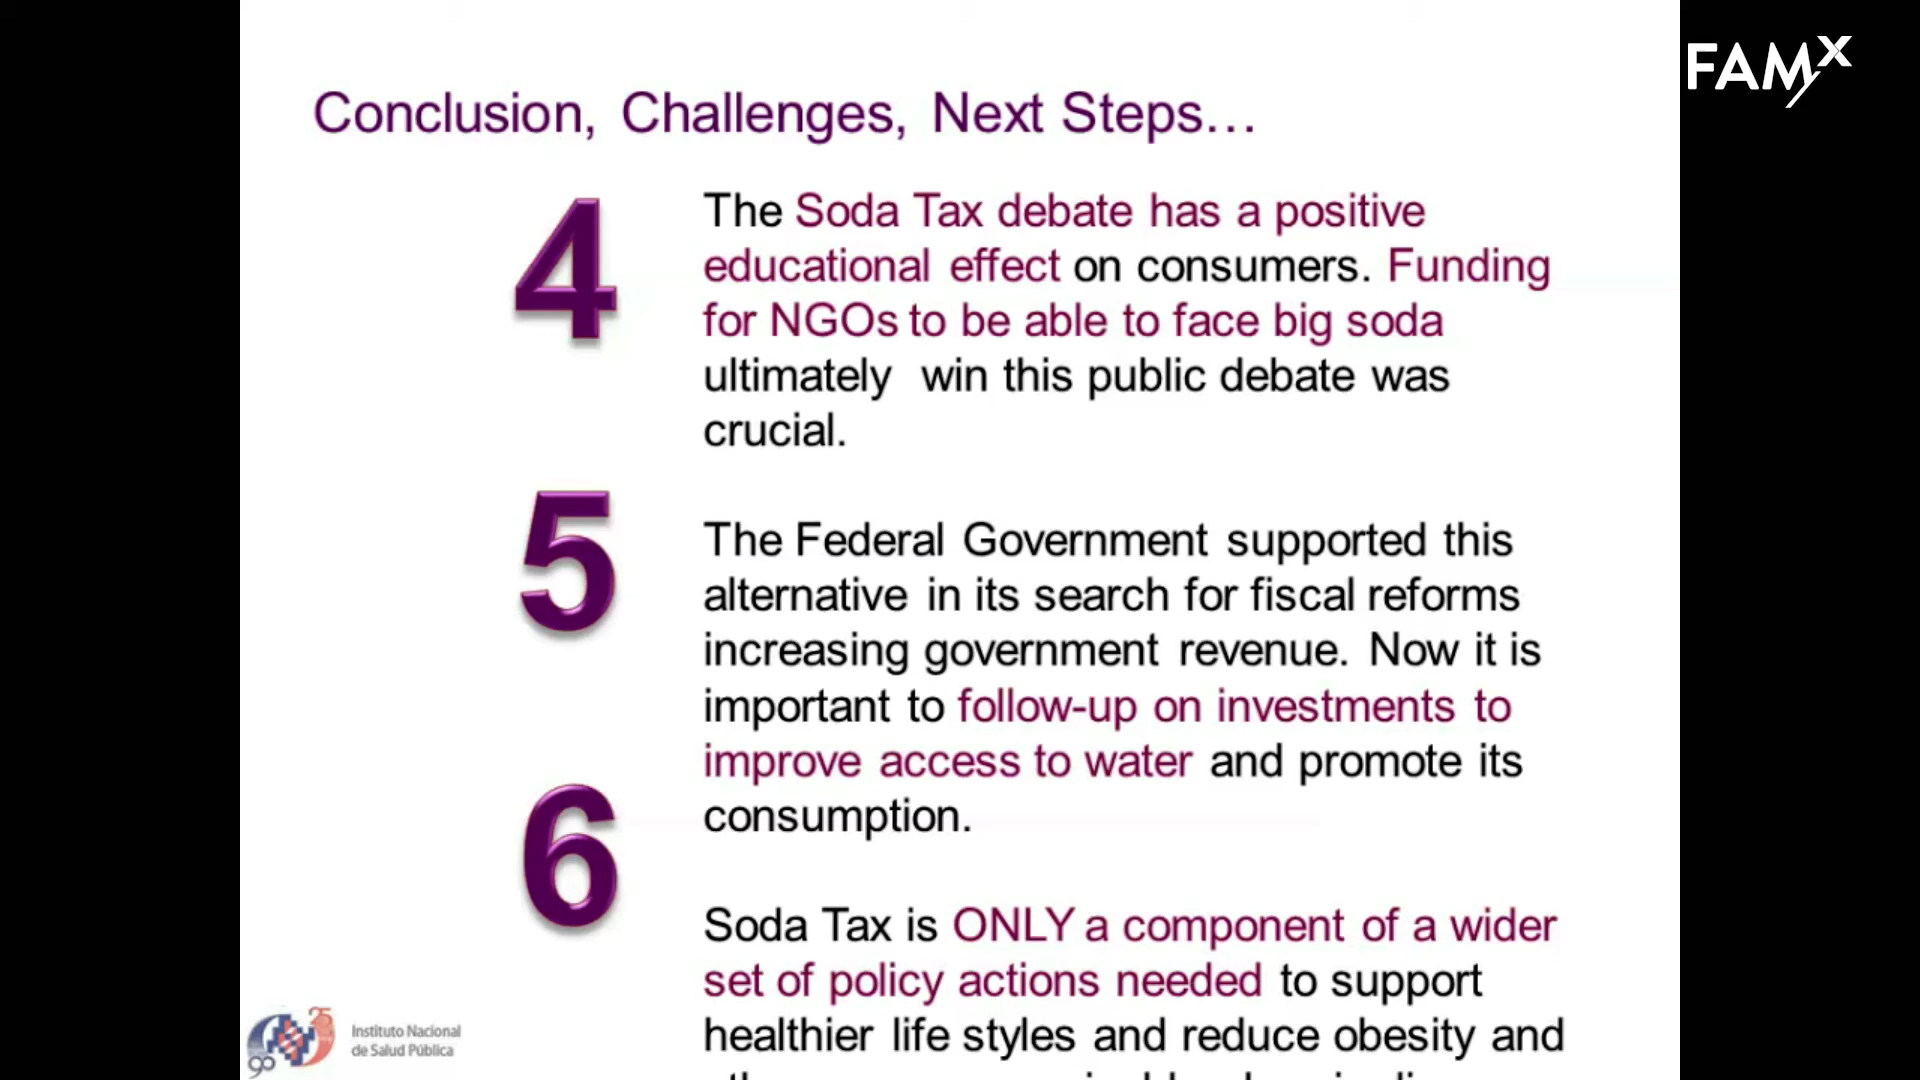 FAMX
Conclusion, Challenges, Next Steps...
4
The Soda Tax debate has a positive
educational effect on consumers. Funding
for NGOs to be able to face big soda
ultimately win this public debate was
crucial.
5
The Federal Government supported this
alternative in its search for fiscal reforms
increasing government revenue. Now it is
important to follow-up on investments to
improve access to water and promote its
consumption.
6
Soda Tax is ONLY a component of a wider
set of policy actions needed to support
healthier life styles and reduce obesity and
25
90
Instituto Nacional
de Salud Pública